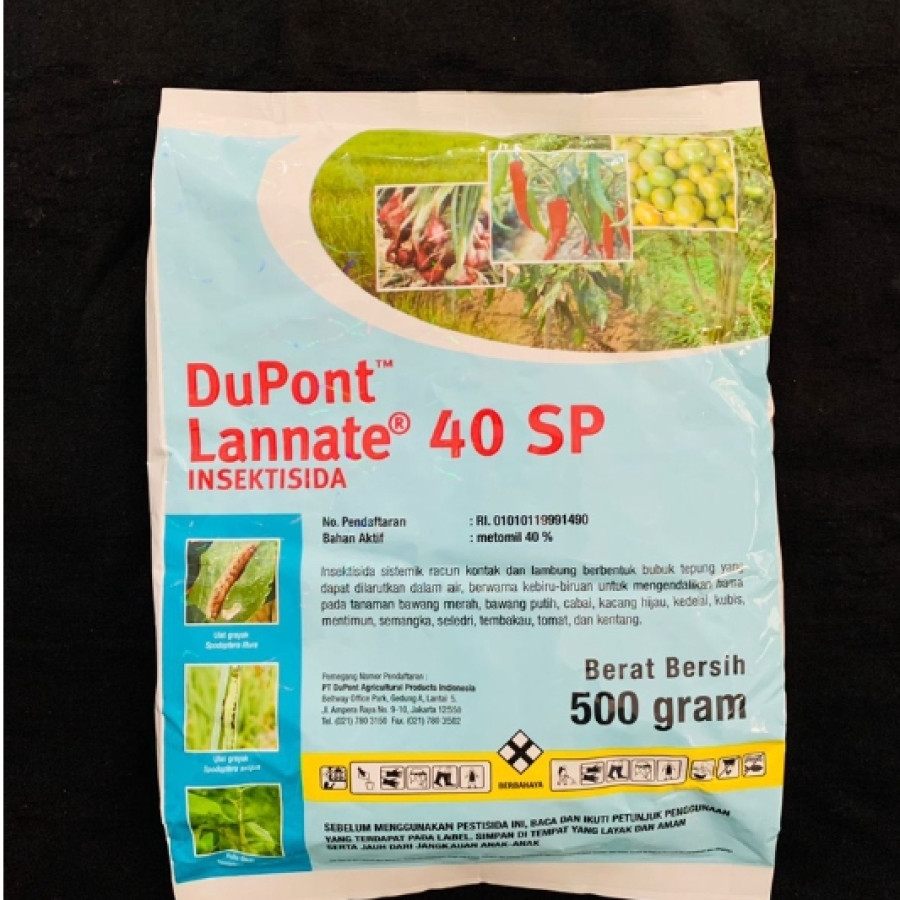 DuPont™
Lannate® 40 SP
INSEKTISIDA
No. Pendaftaran : RI. 01010119991490
Bahan Aktif : metomil 40 %
Insektisida sistemik racun kontak dan lambung berbentuk bubuk tepung yang
dapat dilarutkan dalam air, berwarna kebiru-biruan untuk mengendalikan hama
pada tanaman bawang merah, bawang putih, cabai, kacang hijau, kedelai, kubis,
mentimun, semangka, seledri, tembakau, tomat, dan kentang.
Ulat grayak
Spodoptera litura
Ulat grayak
Spodoptera exigua
Pemegang Nomor Pendaftaran :
PT DuPont Agricultural Products Indonesia
Beltway Office Park, Gedung A, Lantai 5.
Jl. Ampera Raya No. 9-10, Jakarta 12550
Tel. (021) 780 3150 Fax. (021) 780 3502
Berat Bersih
500 gram
BERBAHAYA
SEBELUM MENGGUNAKAN PESTISIDA INI, BACA DAN IKUTI PETUNJUK PENGGUNAAN
YANG TERDAPAT PADA LABEL. SIMPAN DI TEMPAT YANG LAYAK DAN AMAN
SERTA JAUH DARI JANGKAUAN ANAK-ANAK